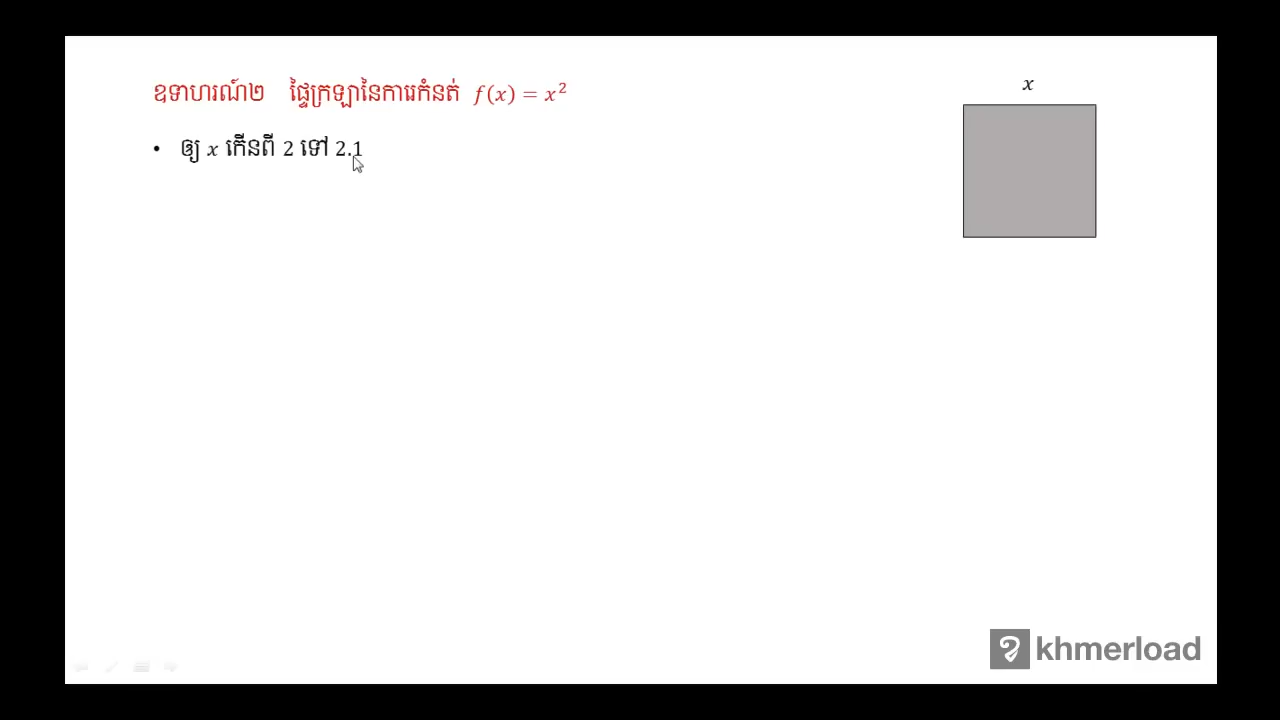 ឧទាហរណ៍២ ផ្ទៃក្រឡានៃការេកំនត់ f(x) = x²
• ឲ្យ x កើនពី 2 ទៅ 2.1
x
khmerload